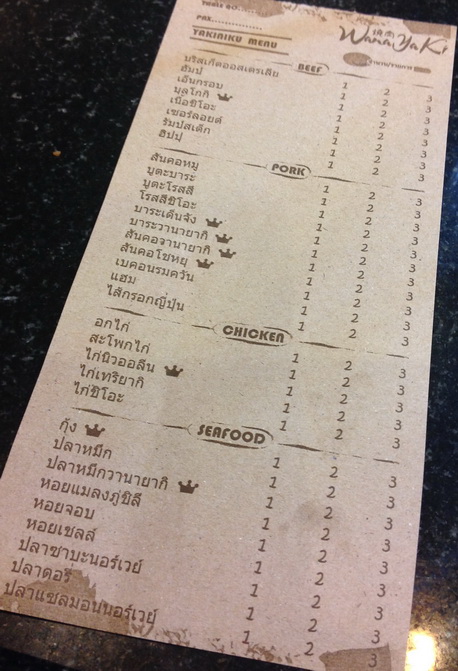 PAX.
YAKINIKU MENU
焼肉
WanaYaKi
จำนวน/รายการ
BEEF
บริสเก็ตออสเตรเลีย 1 2 3
ฮัมป์ 1 2 3
เอ็นกรอบ 1 2 3
บูลโกกิ 1 2 3
เนื้อชิโอะ 1 2 3
เซอร์ลอยด์ 1 2 3
รัมป์สเต็ก 1 2 3
ฮิปปุ 1 2 3
PORK
สันคอหมู 1 2 3
บูตะบาระ 1 2 3
บูตะโรสสึ 1 2 3
โรสสึชิโอะ 1 2 3
บาระเด็นจัง 1 2 3
บาระวานายากิ 1 2 3
สันคอวานายากิ 1 2 3
สันคอโชหยุ 1 2 3
เบคอนรมควัน 1 2 3
แฮม 1 2 3
ไส้กรอกญี่ปุ่น 1 2 3
CHICKEN
อกไก่ 1 2 3
สะโพกไก่ 1 2 3
ไก่นิวออลีน 1 2 3
ไก่เทริยากิ 1 2 3
ไก่ชิโอะ 1 2 3
SEAFOOD
กุ้ง 1 2 3
ปลาหมึก 1 2 3
ปลาหมึกวานายากิ 1 2 3
หอยแมลงภู่ชิลี 1 2 3
หอยจอบ 1 2 3
หอยเชลล์ 1 2 3
ปลาซาบะนอร์เวย์ 1 2 3
ปลาดอรี่ 1 2 3
ปลาแซลมอนนอร์เวย์ 1 2 3